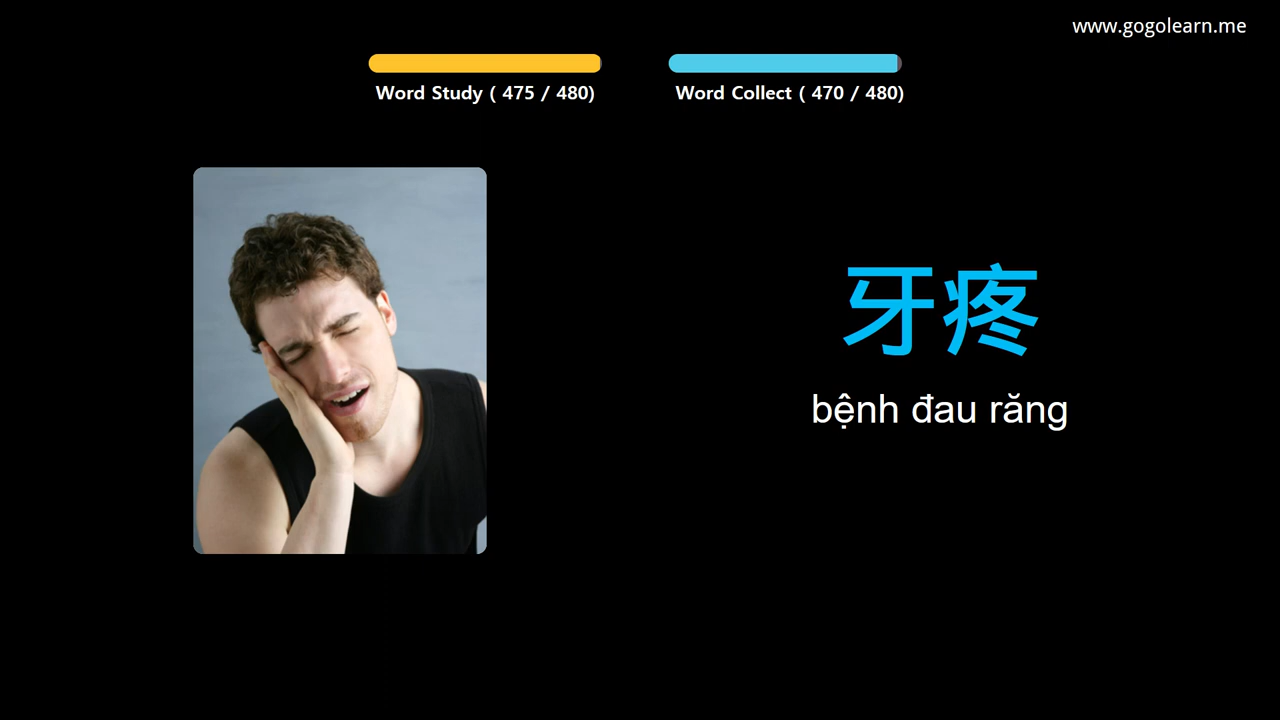 www.gogolearn.me
Word Study ( 475 / 480)
Word Collect ( 470 / 480)
牙疼
bệnh đau răng